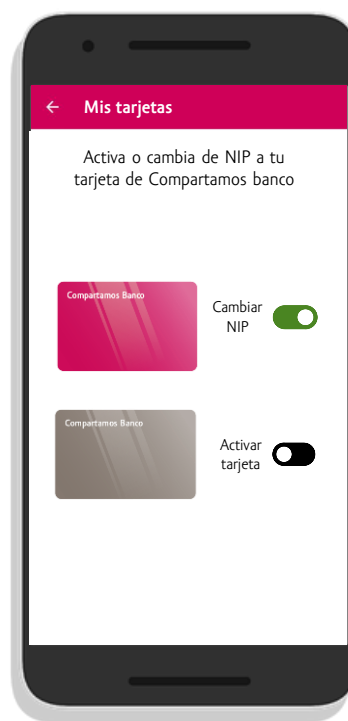 Mis tarjetas
Activa o cambia de NIP a tu
tarjeta de Compartamos banco
Compartamos Banco
Cambiar
NIP
Compartamos Banco
Activar
tarjeta